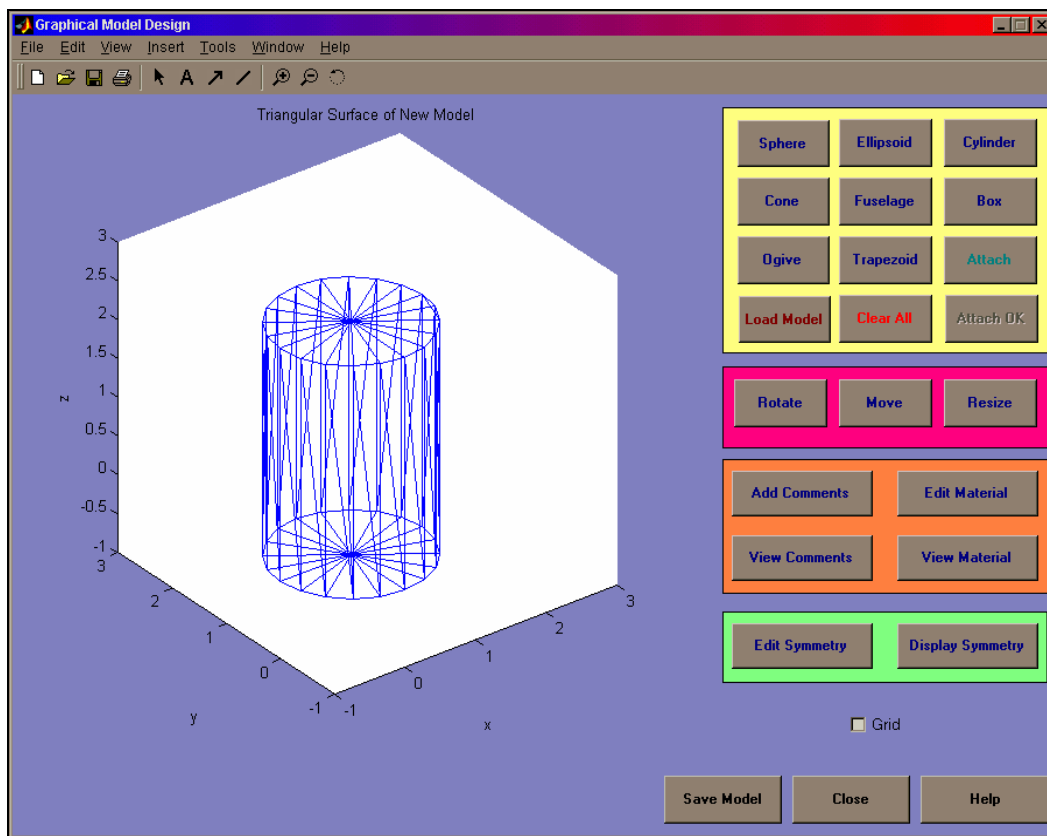 Graphical Model Design
File Edit View Insert Tools Window Help
A
Triangular Surface of New Model
3
2.5
2
1.5
1
0.5
0
-0.5
-1
z
3
2
1
0
-1
y
-1
0
1
2
3
x
Sphere Ellipsoid Cylinder
Cone Fuselage Box
Ogive Trapezoid Attach
Load Model Clear All Attach OK
Rotate Move Resize
Add Comments Edit Material
View Comments View Material
Edit Symmetry Display Symmetry
Grid
Save Model Close Help